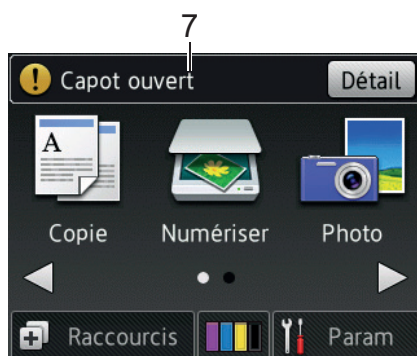 7
Capot ouvert Détail
A
Copie Numériser Photo
Raccourcis Param